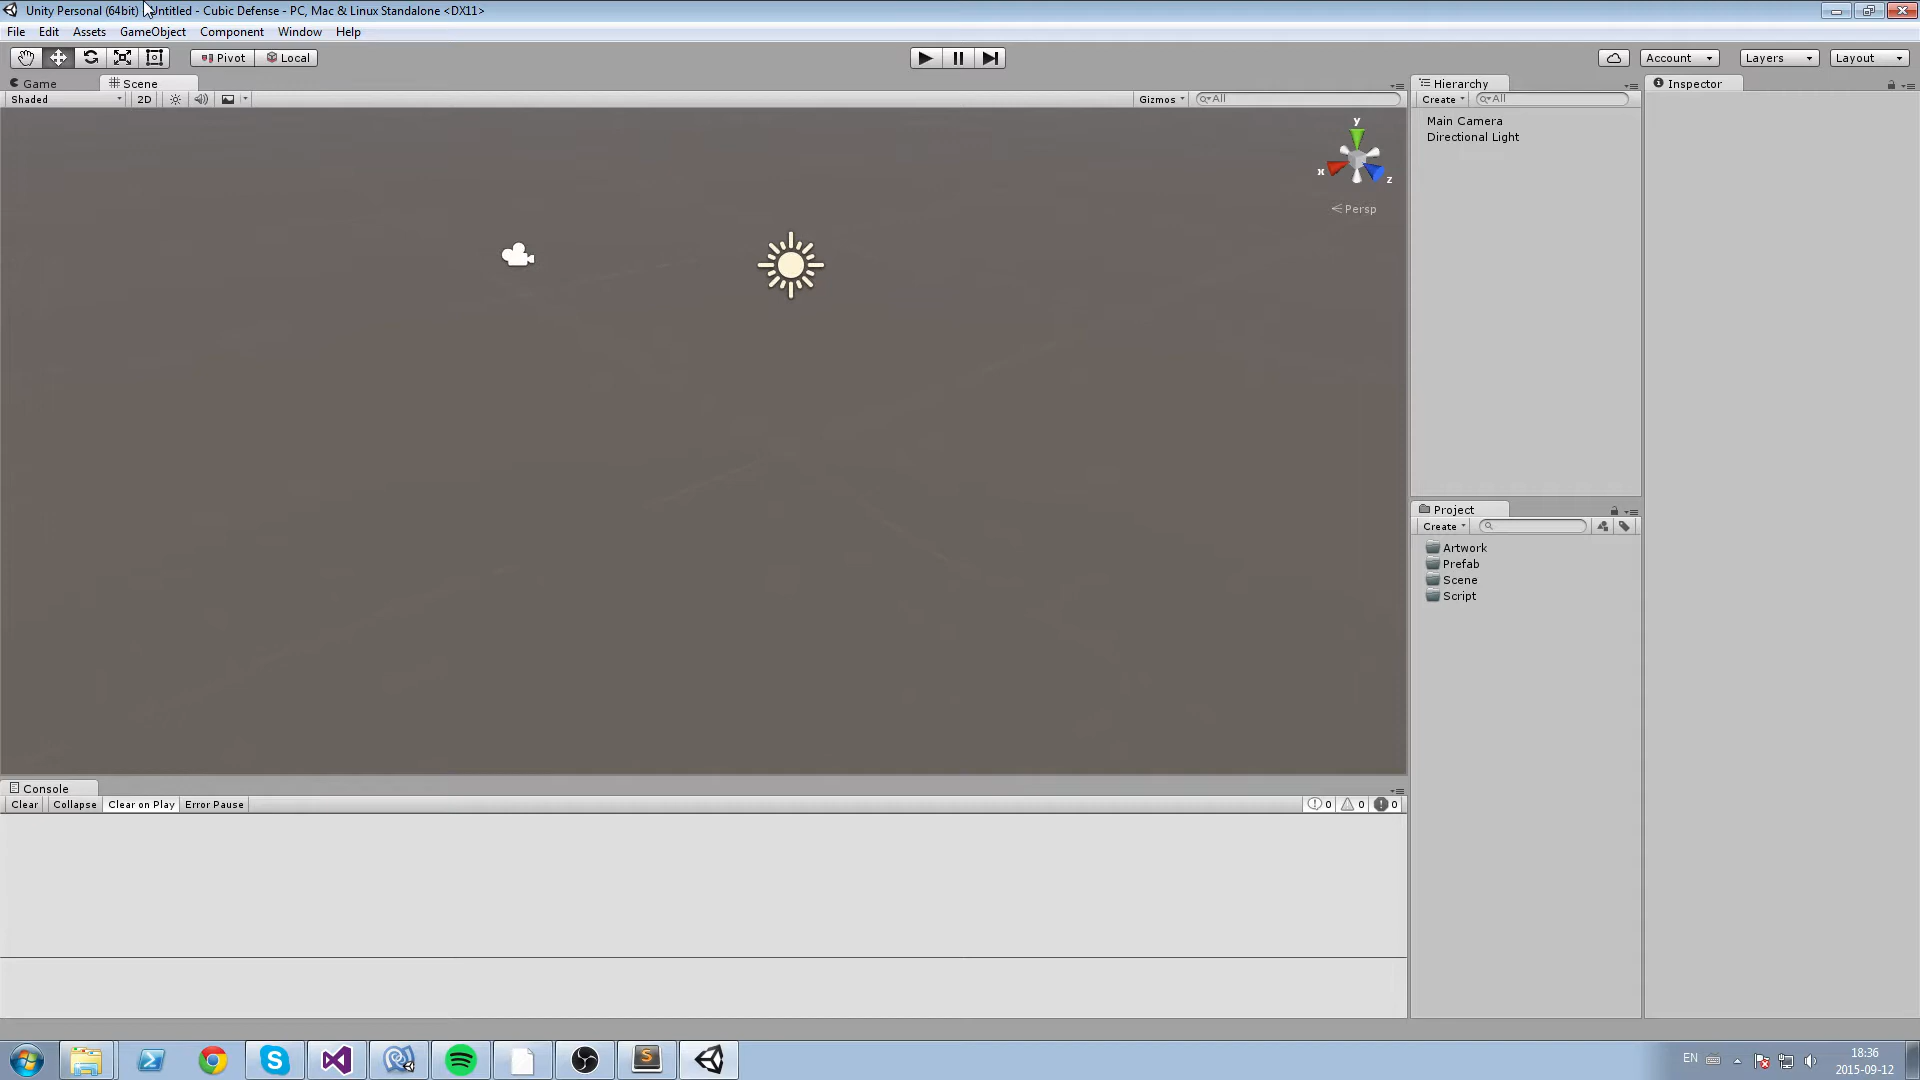 Unity Personal (64bit) - Untitled - Cubic Defense - PC, Mac & Linux Standalone <DX11>
File Edit Assets GameObject Component Window Help
Pivot Local Account Layers Layout
Game Scene Hierarchy Inspector
Shaded 2D Gizmos All Create All
Main Camera
Directional Light
y
x
z
Persp
Project
Create
Artwork
Prefab
Scene
Script
Console
Clear Collapse Clear on Play Error Pause 0 0 0
EN
18:36
2015-09-12